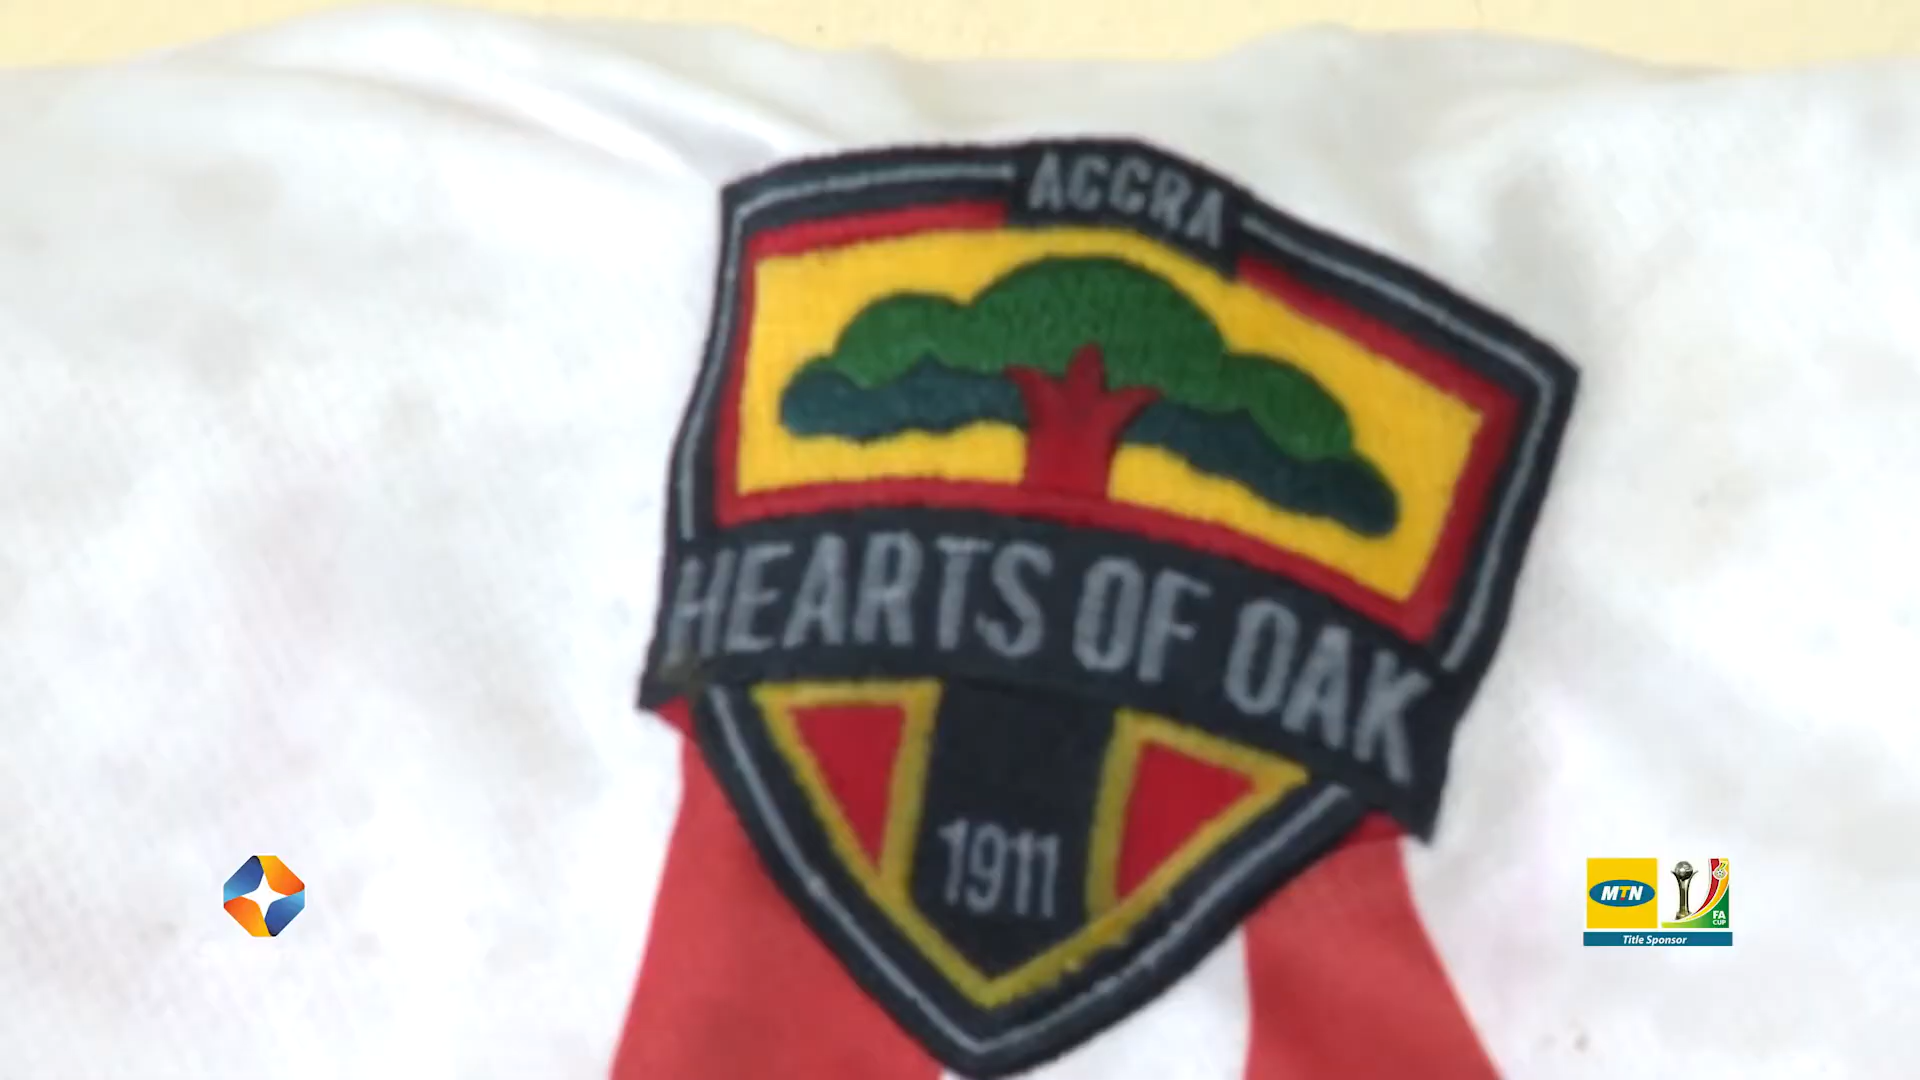 ACCRA
HEARTS OF OAK
1911
MTN
FA
CUP
Title Sponsor